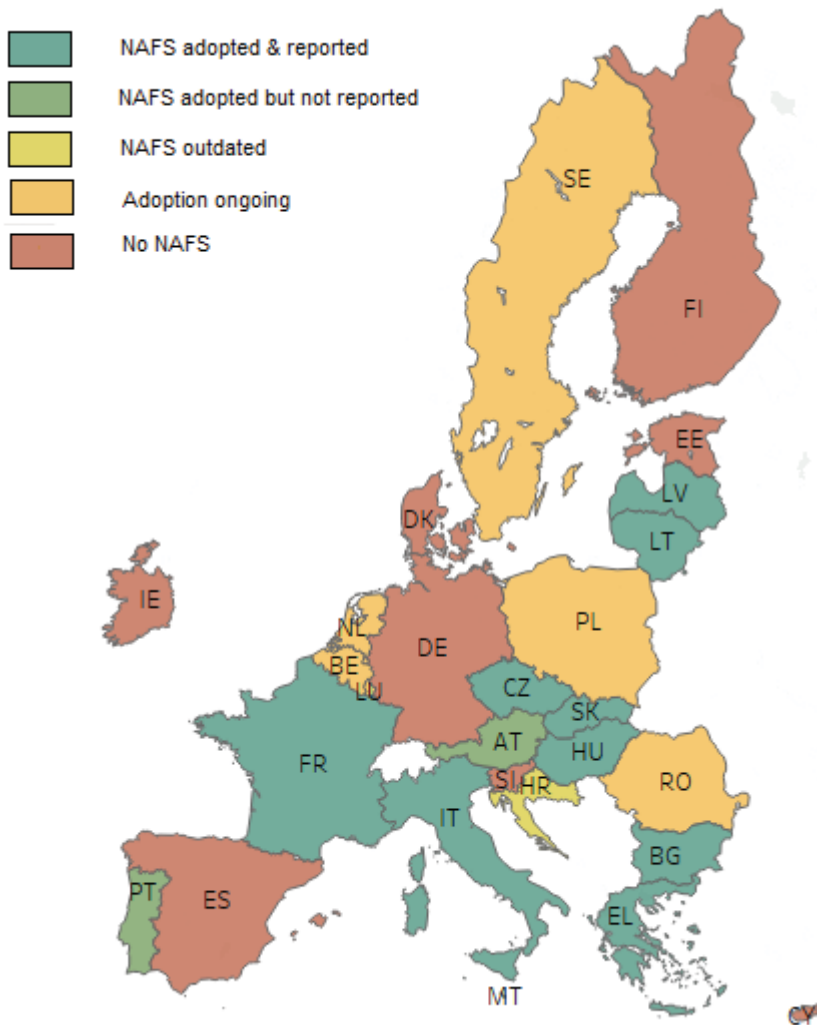 NAFS adopted & reported
NAFS adopted but not reported
NAFS outdated
Adoption ongoing
No NAFS
SE
FI
EE
LV
DK
LT
IE
NL
PL
DE
BE
LU
CZ
SK
AT
HU
FR
SI
HR
RO
IT
BG
PT
ES
EL
MT
CY